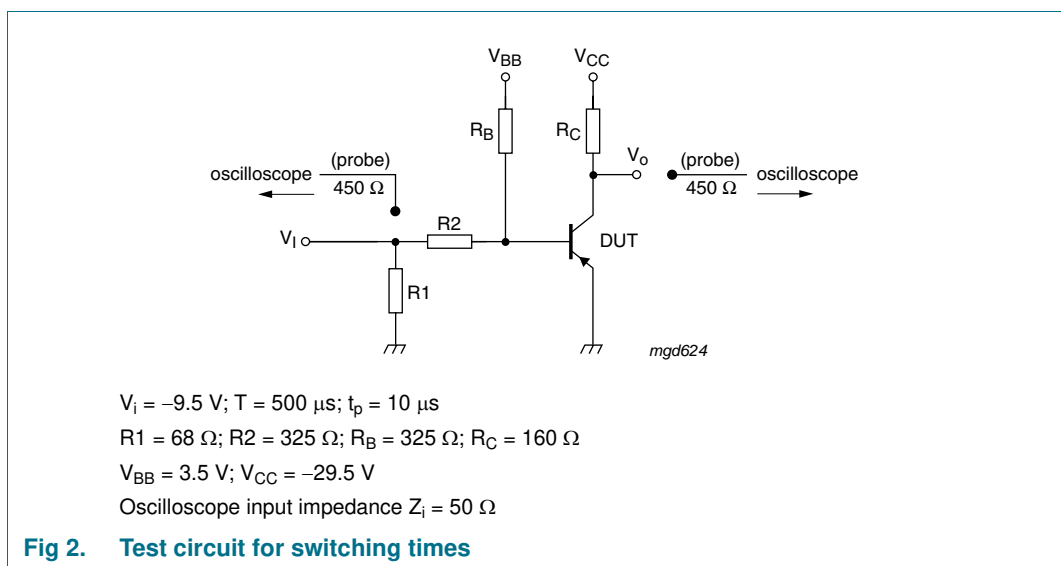 V_BB V_CC
R_B R_C
V_o
(probe) (probe)
oscilloscope 450 Ω 450 Ω oscilloscope
R2
V_I DUT
R1
mgd624
V_i = −9.5 V; T = 500 μs; t_p = 10 μs
R1 = 68 Ω; R2 = 325 Ω; R_B = 325 Ω; R_C = 160 Ω
V_BB = 3.5 V; V_CC = −29.5 V
Oscilloscope input impedance Z_i = 50 Ω
Fig 2. Test circuit for switching times